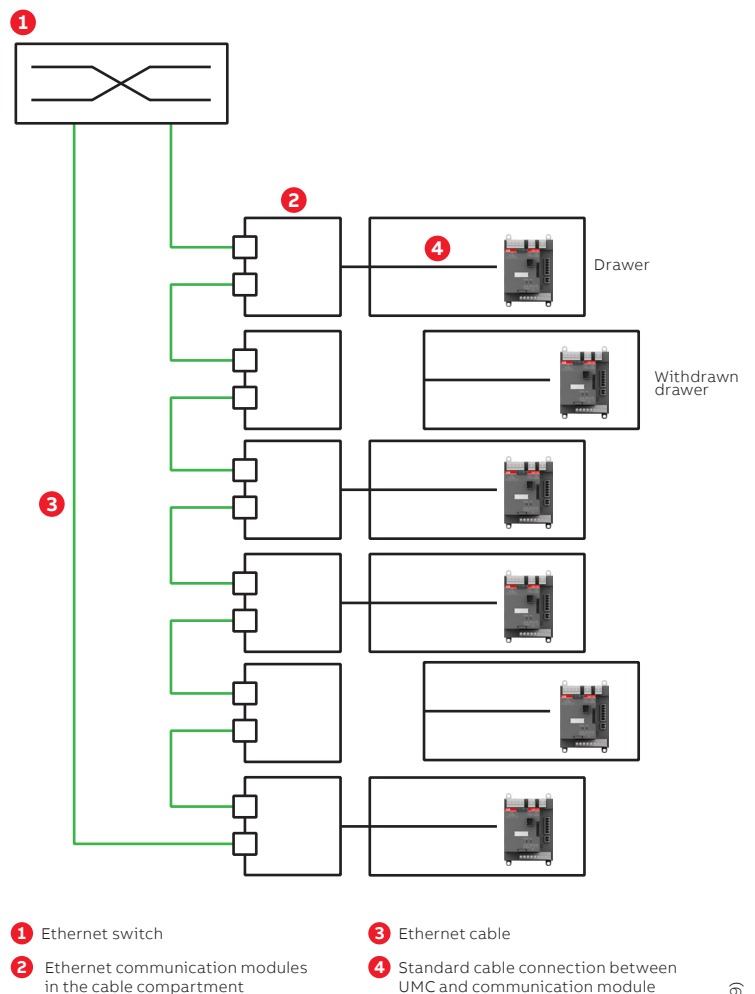 1
2
4
Drawer
Withdrawn
drawer
3
1 Ethernet switch
2 Ethernet communication modules
in the cable compartment
3 Ethernet cable
4 Standard cable connection between
UMC and communication module